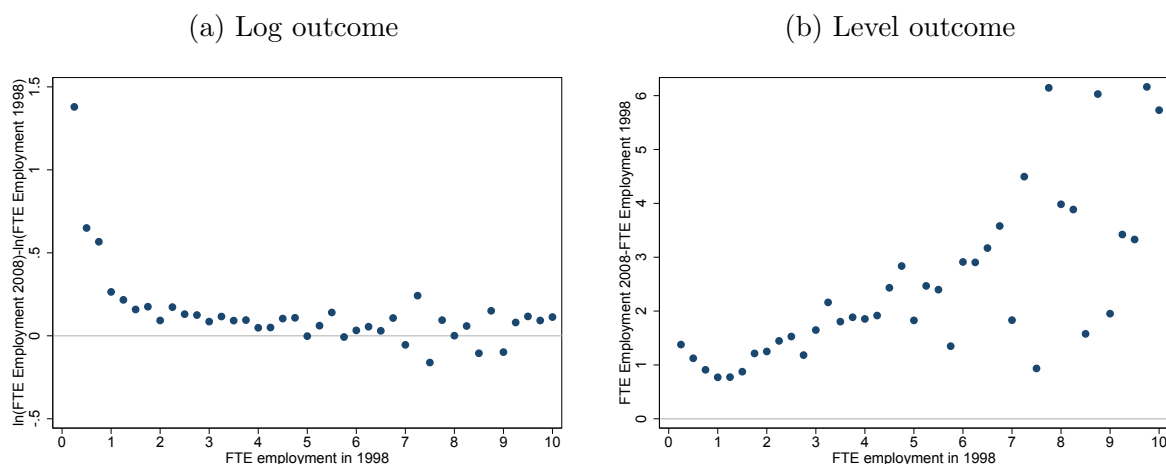 (a) Log outcome
(b) Level outcome
ln(FTE Employment 2008)-ln(FTE Employment 1998)
1.5
1
.5
0
-.5
0 1 2 3 4 5 6 7 8 9 10
FTE employment in 1998
FTE Employment 2008-FTE Employment 1998
6
5
4
3
2
1
0
0 1 2 3 4 5 6 7 8 9 10
FTE employment in 1998